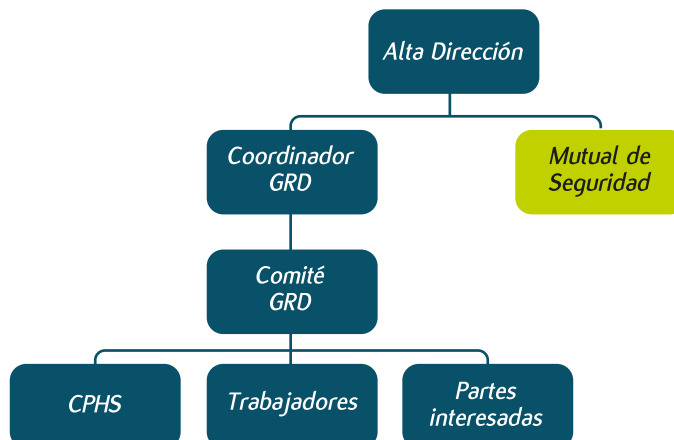 Alta Dirección
Coordinador
GRD
Mutual de
Seguridad
Comité
GRD
CPHS
Trabajadores
Partes
interesadas